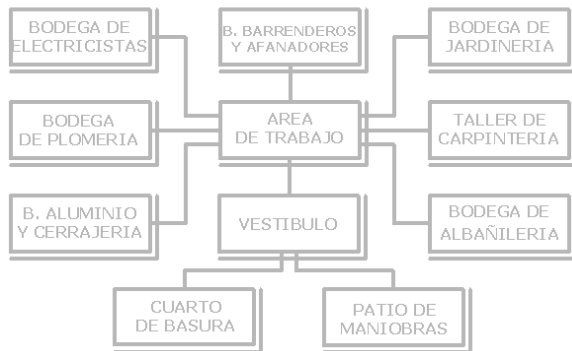 BODEGA DE
ELECTRICISTAS
B. BARRENDEROS
Y AFANADORES
BODEGA DE
JARDINERIA
BODEGA
DE PLOMERIA
AREA
DE TRABAJO
TALLER DE
CARPINTERIA
B. ALUMINIO
Y CERRAJERIA
VESTIBULO
BODEGA DE
ALBAÑILERIA
CUARTO
DE BASURA
PATIO DE
MANIOBRAS